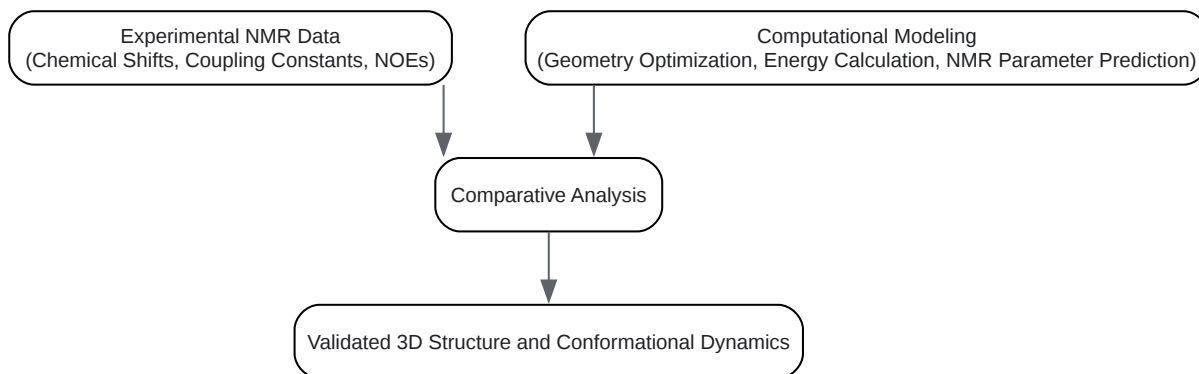 Experimental NMR Data
(Chemical Shifts, Coupling Constants, NOEs)
Computational Modeling
(Geometry Optimization, Energy Calculation, NMR Parameter Prediction)
Comparative Analysis
Validated 3D Structure and Conformational Dynamics